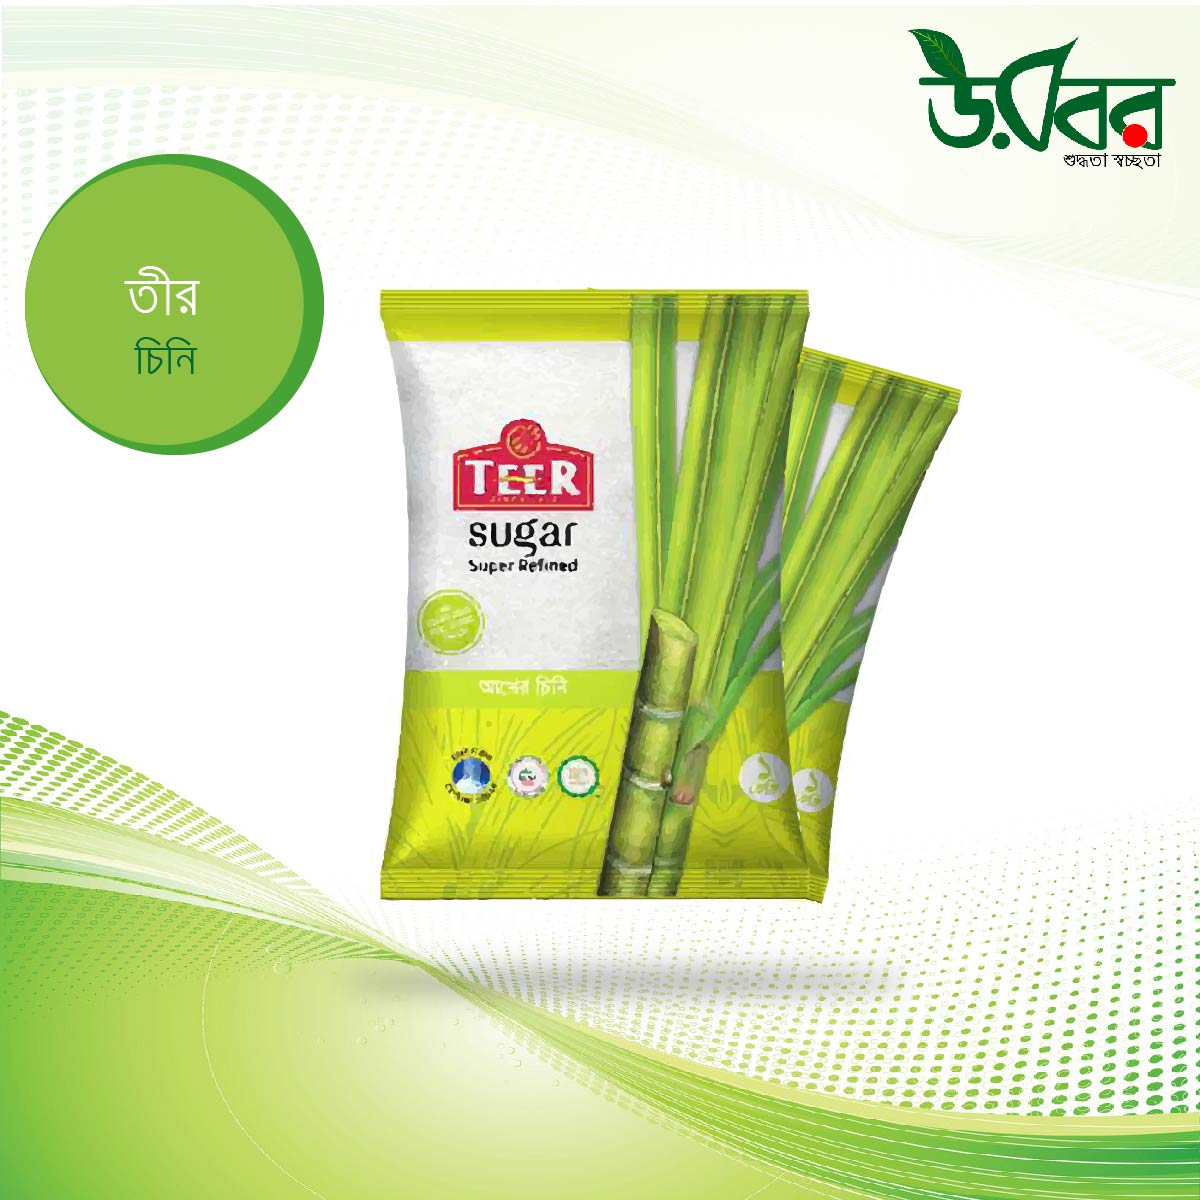 উর্বর
শুদ্ধতা স্বচ্ছতা
তীর
চিনি
TEER
sugar
Super Refined
আখের চিনি